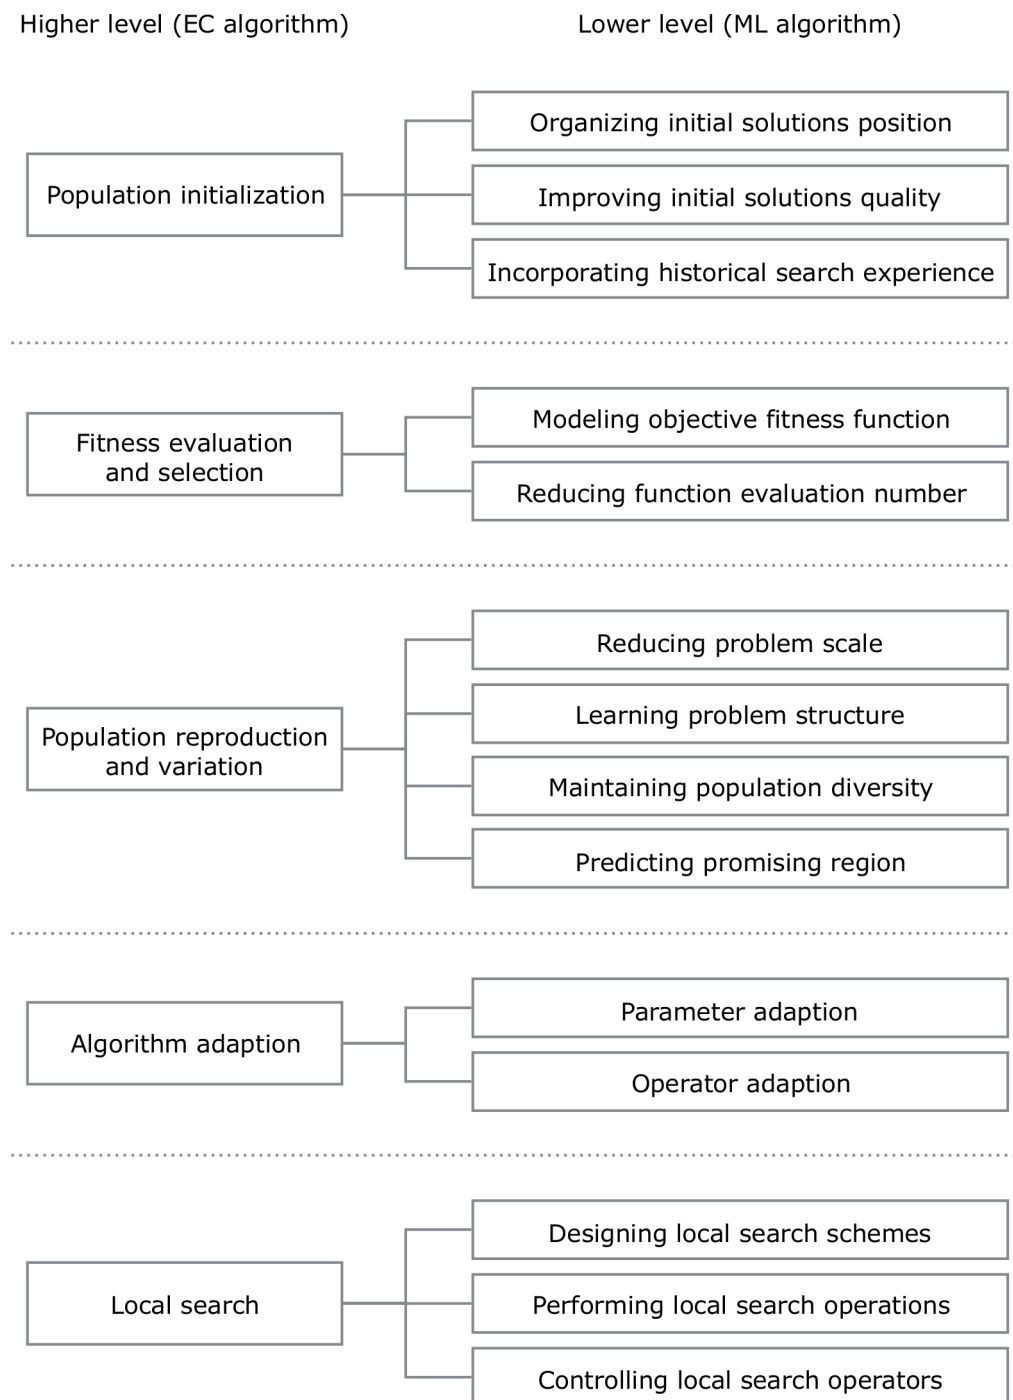 Higher level (EC algorithm)
Lower level (ML algorithm)
Population initialization
Organizing initial solutions position
Improving initial solutions quality
Incorporating historical search experience
Fitness evaluation
and selection
Modeling objective fitness function
Reducing function evaluation number
Population reproduction
and variation
Reducing problem scale
Learning problem structure
Maintaining population diversity
Predicting promising region
Algorithm adaption
Parameter adaption
Operator adaption
Local search
Designing local search schemes
Performing local search operations
Controlling local search operators